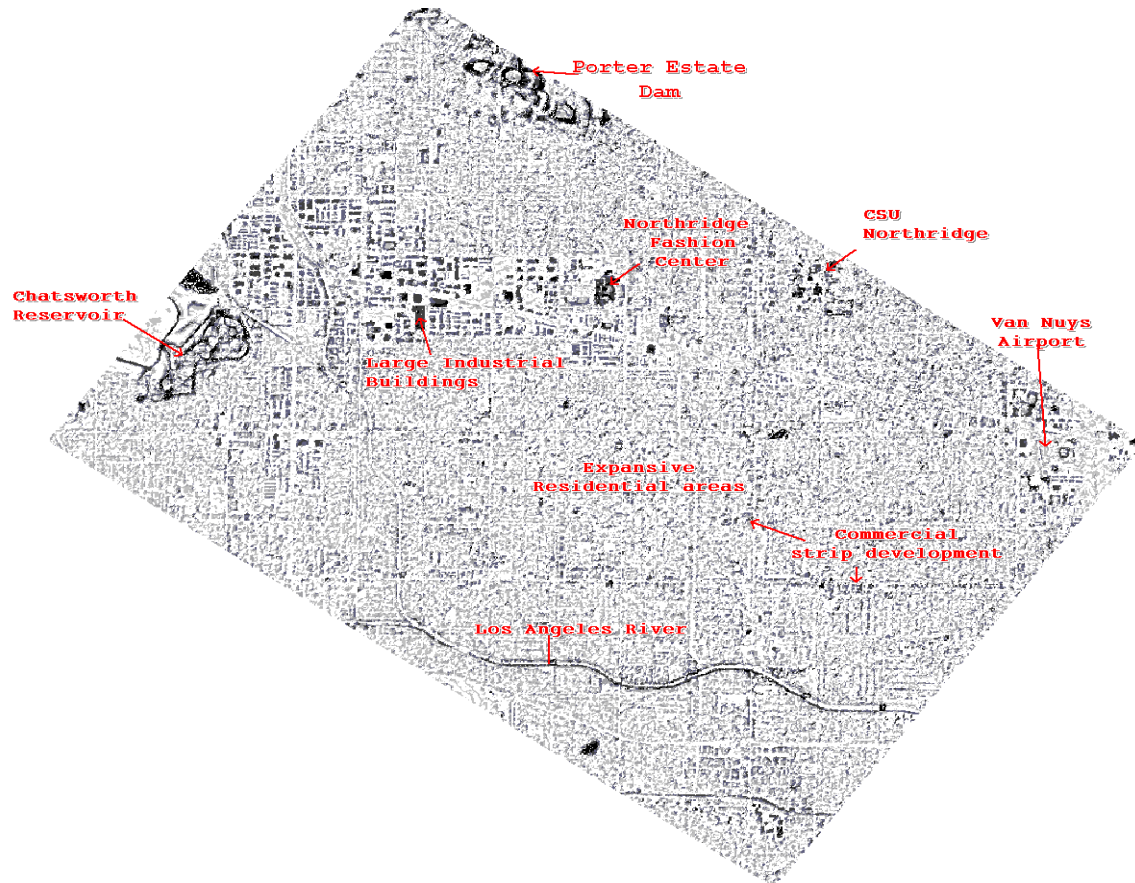 Porter Estate
Dam
CSU
Northridge
Northridge
Fashion
Center
Chatsworth
Reservoir
Van Nuys
Airport
Large Industrial
Buildings
Expansive
Residential areas
Commercial
strip development
Los Angeles River